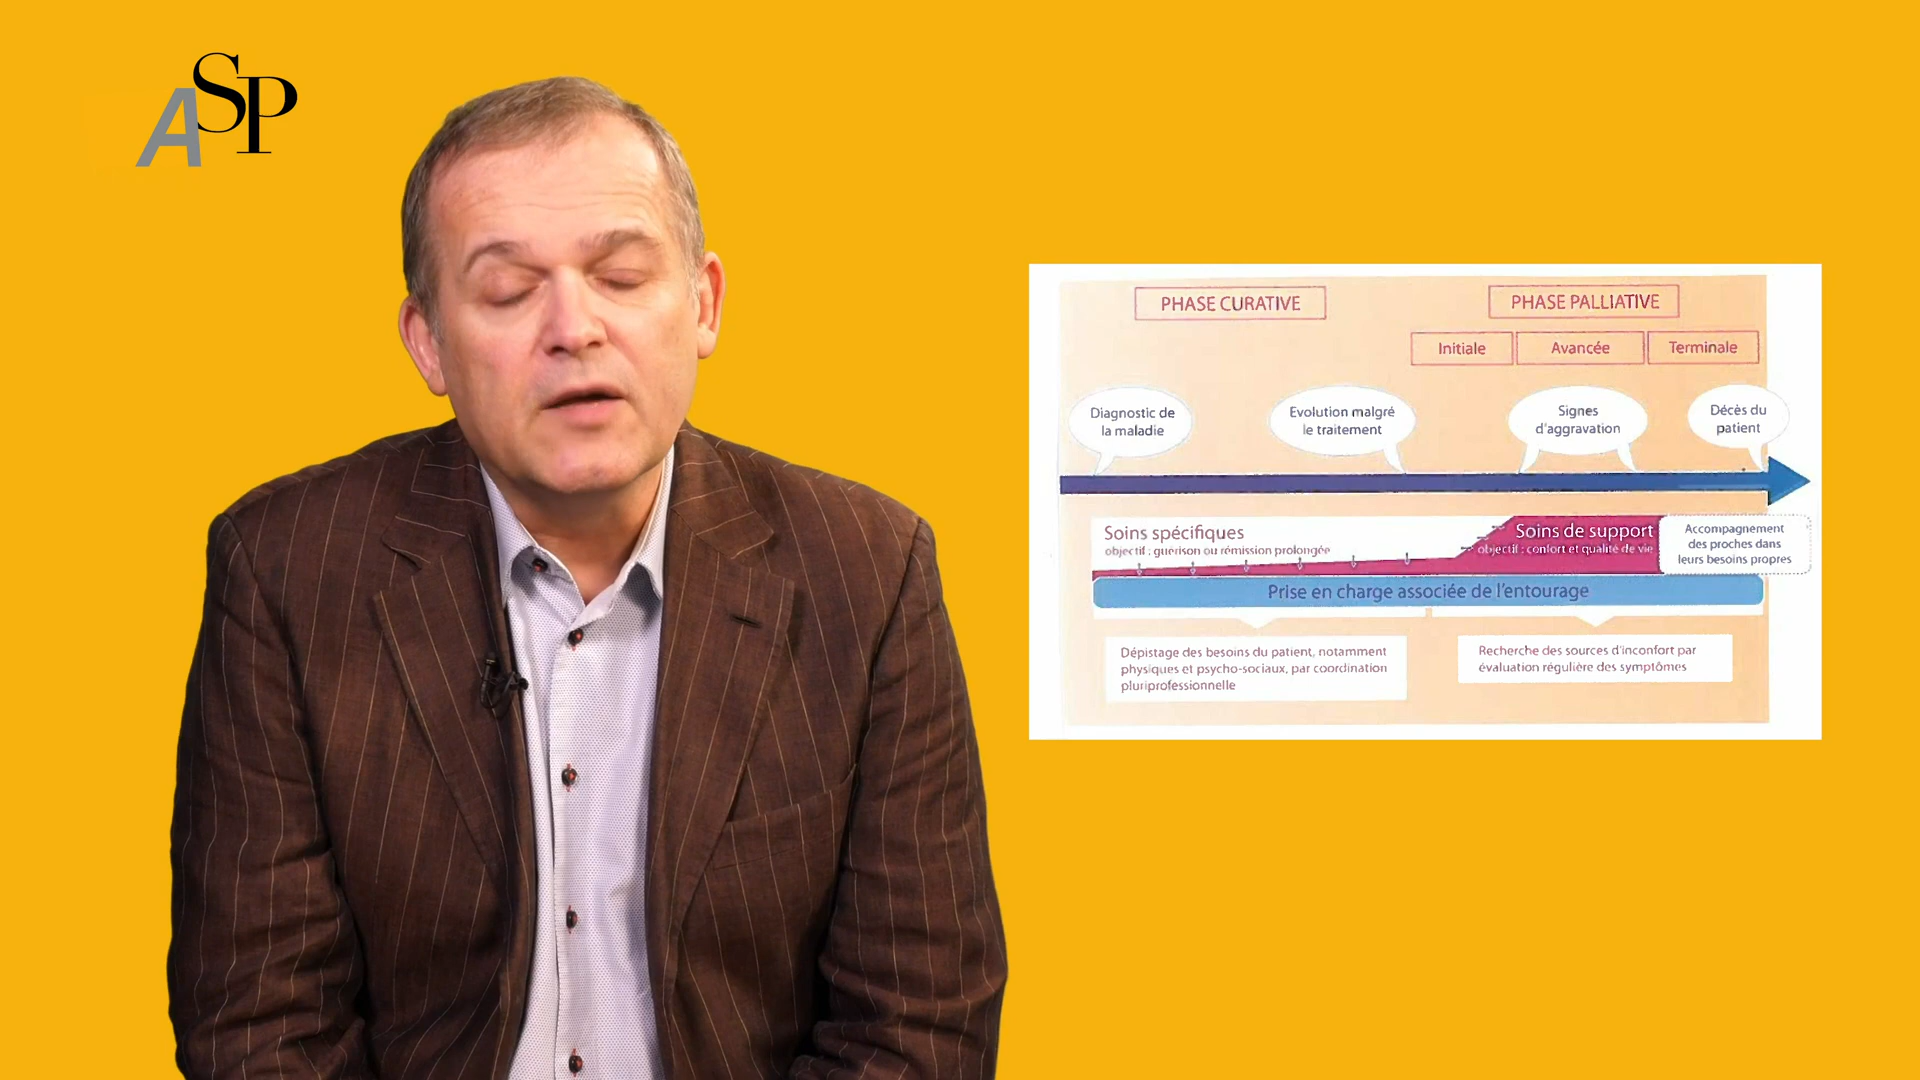 ASP
PHASE CURATIVE
PHASE PALLIATIVE
Initiale
Avancée
Terminale
Diagnostic de
la maladie
Evolution malgré
le traitement
Signes
d'aggravation
Décès du
patient
Soins spécifiques
objectif : guérison ou rémission prolongée
Soins de support
objectif : confort et qualité de vie
Accompagnement
des proches dans
leurs besoins propres
Prise en charge associée de l'entourage
Dépistage des besoins du patient, notamment
physiques et psycho-sociaux, par coordination
pluriprofessionnelle
Recherche des sources d'inconfort par
évaluation régulière des symptômes